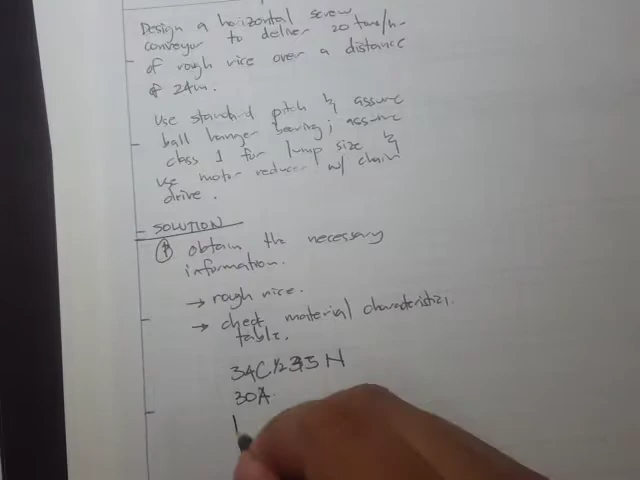 Design a horizontal screw
conveyor to deliver 20 tons/hr
of rough rice over a distance
of 24m.
Use standard pitch & assume
ball hanger bearing; assume
class 1 for lump size &
use motor reducer w/ chain
drive.
SOLUTION
① obtain the necessary
information.
→ rough rice.
→ check material characteristics
table.
34C½35N
30A